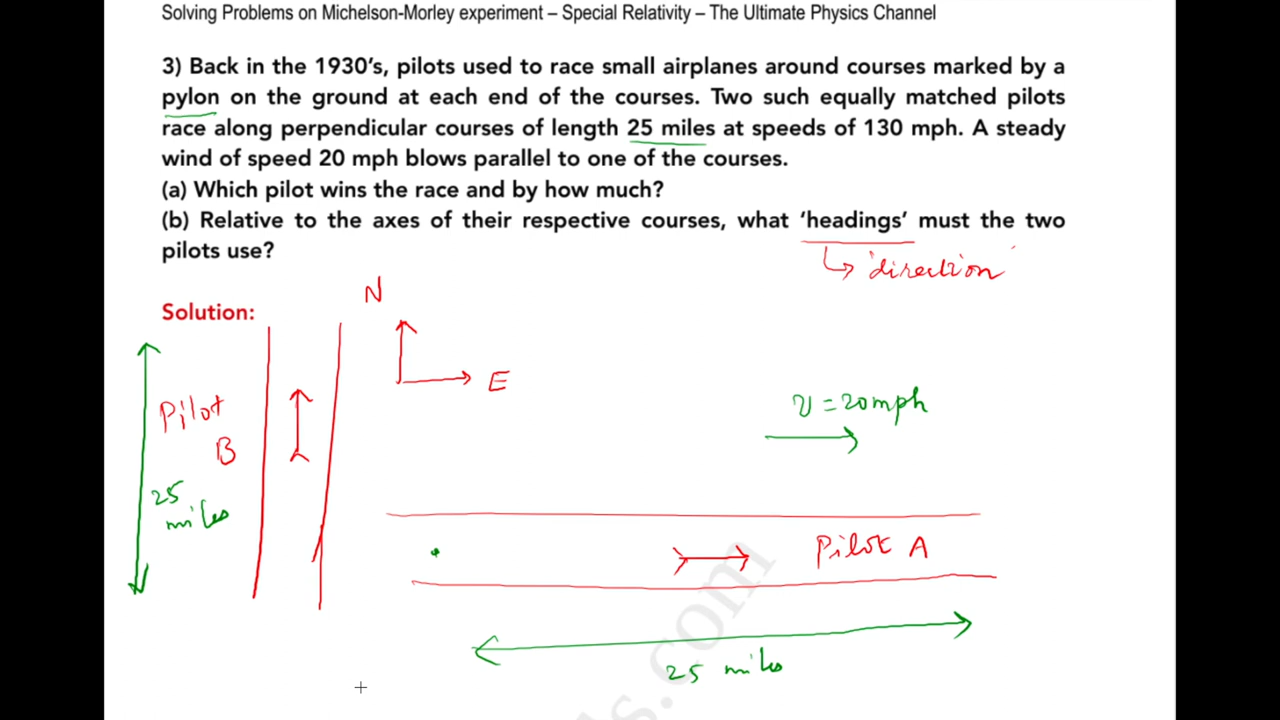 Solving Problems on Michelson-Morley experiment – Special Relativity – The Ultimate Physics Channel
3) Back in the 1930's, pilots used to race small airplanes around courses marked by a
pylon on the ground at each end of the courses. Two such equally matched pilots
race along perpendicular courses of length 25 miles at speeds of 130 mph. A steady
wind of speed 20 mph blows parallel to one of the courses.
(a) Which pilot wins the race and by how much?
(b) Relative to the axes of their respective courses, what 'headings' must the two
pilots use?
'direction'
Solution:
N
E
Pilot
B
25
miles
v = 20 mph
Pilot A
25 miles